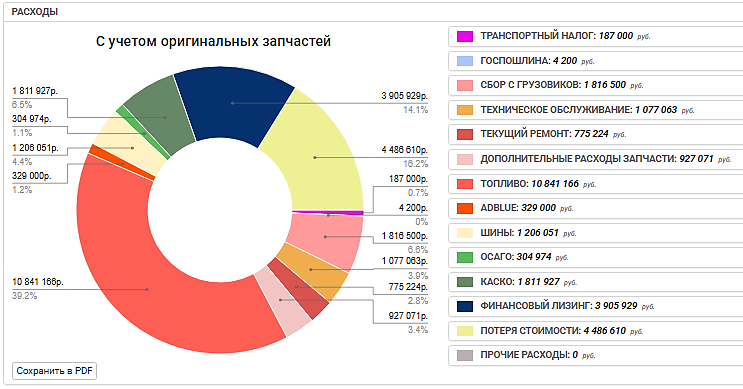 РАСХОДЫ
С учетом оригинальных запчастей
1 811 927р.
6.5%
304 974р.
1.1%
1 206 051р.
4.4%
329 000р.
1.2%
10 841 166р.
39.2%
3 905 929р.
14.1%
4 486 610р.
16.2%
187 000р.
0.7%
4 200р.
0%
1 816 500р.
6.6%
1 077 063р.
3.9%
775 224р.
2.8%
927 071р.
3.4%
ТРАНСПОРТНЫЙ НАЛОГ: 187 000 руб.
ГОСПОШЛИНА: 4 200 руб.
СБОР С ГРУЗОВИКОВ: 1 816 500 руб.
ТЕХНИЧЕСКОЕ ОБСЛУЖИВАНИЕ: 1 077 063 руб.
ТЕКУЩИЙ РЕМОНТ: 775 224 руб.
ДОПОЛНИТЕЛЬНЫЕ РАСХОДЫ ЗАПЧАСТИ: 927 071 руб.
ТОПЛИВО: 10 841 166 руб.
ADBLUE: 329 000 руб.
ШИНЫ: 1 206 051 руб.
ОСАГО: 304 974 руб.
КАСКО: 1 811 927 руб.
ФИНАНСОВЫЙ ЛИЗИНГ: 3 905 929 руб.
ПОТЕРЯ СТОИМОСТИ: 4 486 610 руб.
ПРОЧИЕ РАСХОДЫ: 0 руб.
Сохранить в PDF